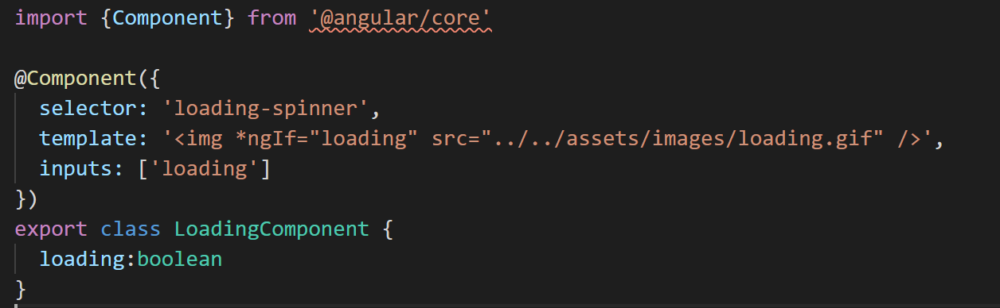 import {Component} from '@angular/core'
@Component({
selector: 'loading-spinner',
template: '<img *ngIf="loading" src="../../assets/images/loading.gif" />',
inputs: ['loading']
})
export class LoadingComponent {
loading:boolean
}